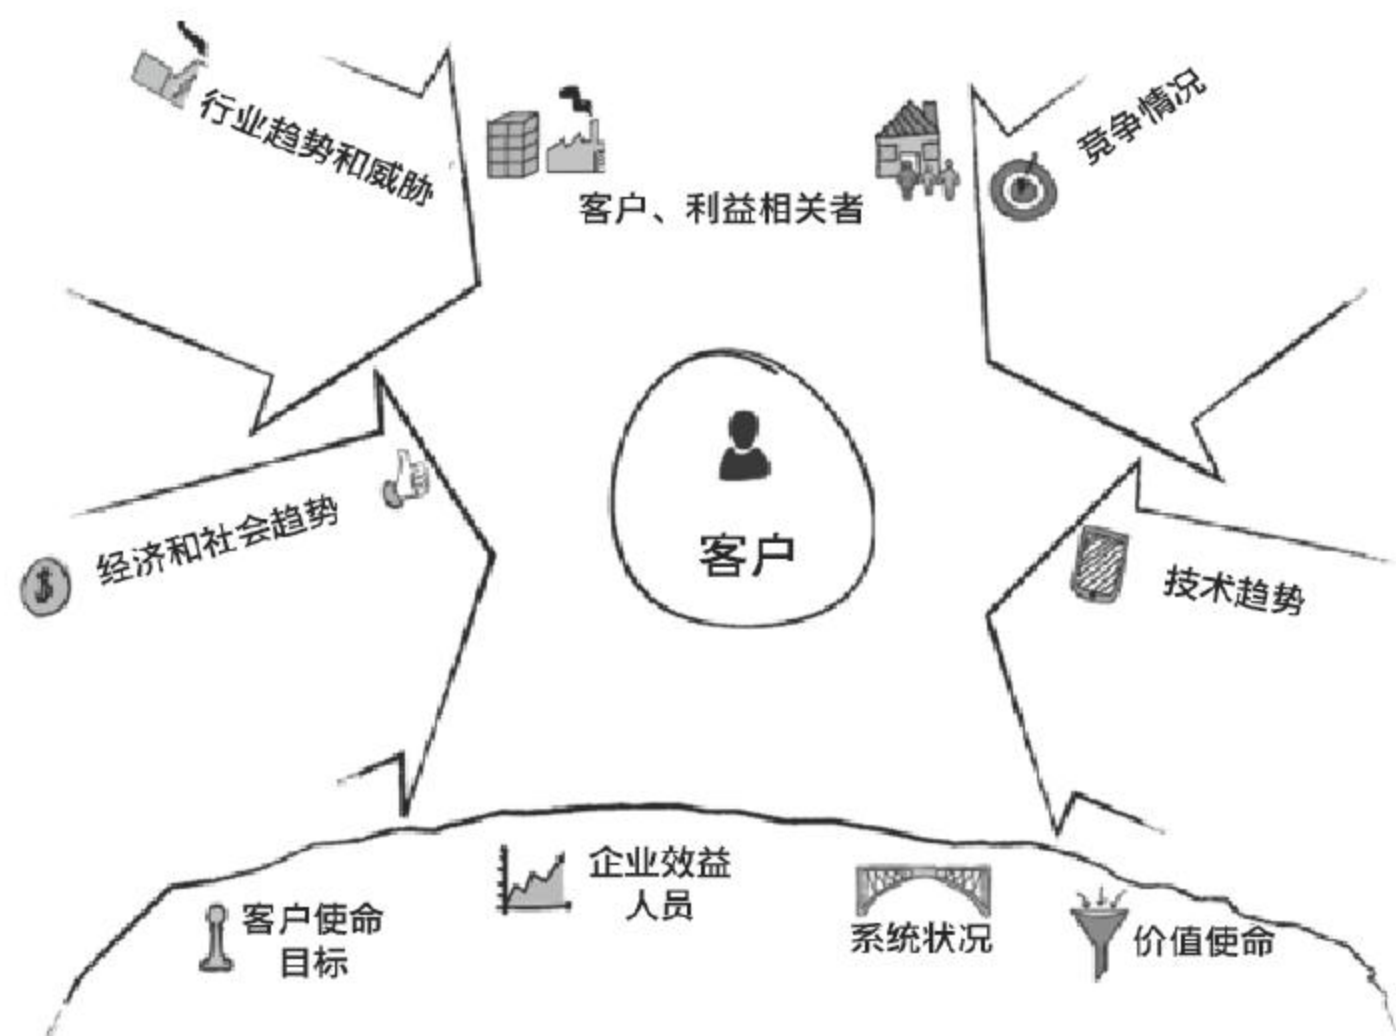 行业趋势和威胁
客户、利益相关者
竞争情况
经济和社会趋势
$
客户
技术趋势
客户使命
目标
企业效益
人员
系统状况
价值使命